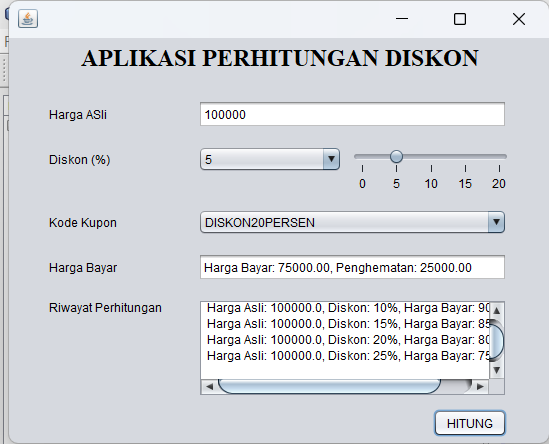 APLIKASI PERHITUNGAN DISKON
Harga ASli
100000
Diskon (%)
5
0 5 10 15 20
Kode Kupon
DISKON20PERSEN
Harga Bayar
Harga Bayar: 75000.00, Penghematan: 25000.00
Riwayat Perhitungan
Harga Asli: 100000.0, Diskon: 10%, Harga Bayar: 90
Harga Asli: 100000.0, Diskon: 15%, Harga Bayar: 85
Harga Asli: 100000.0, Diskon: 20%, Harga Bayar: 80
Harga Asli: 100000.0, Diskon: 25%, Harga Bayar: 75
HITUNG